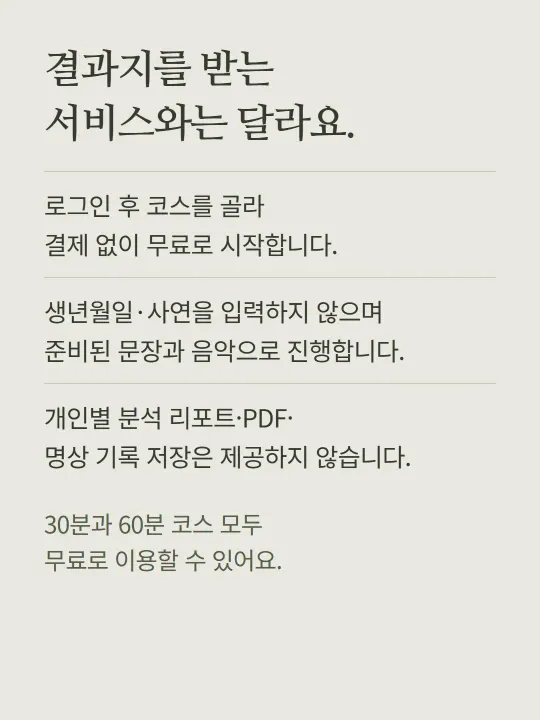 결과지를 받는
서비스와는 달라요.
로그인 후 코스를 골라
결제 없이 무료로 시작합니다.
생년월일·사연을 입력하지 않으며
준비된 문장과 음악으로 진행합니다.
개인별 분석 리포트·PDF·
명상 기록 저장은 제공하지 않습니다.
30분과 60분 코스 모두
무료로 이용할 수 있어요.